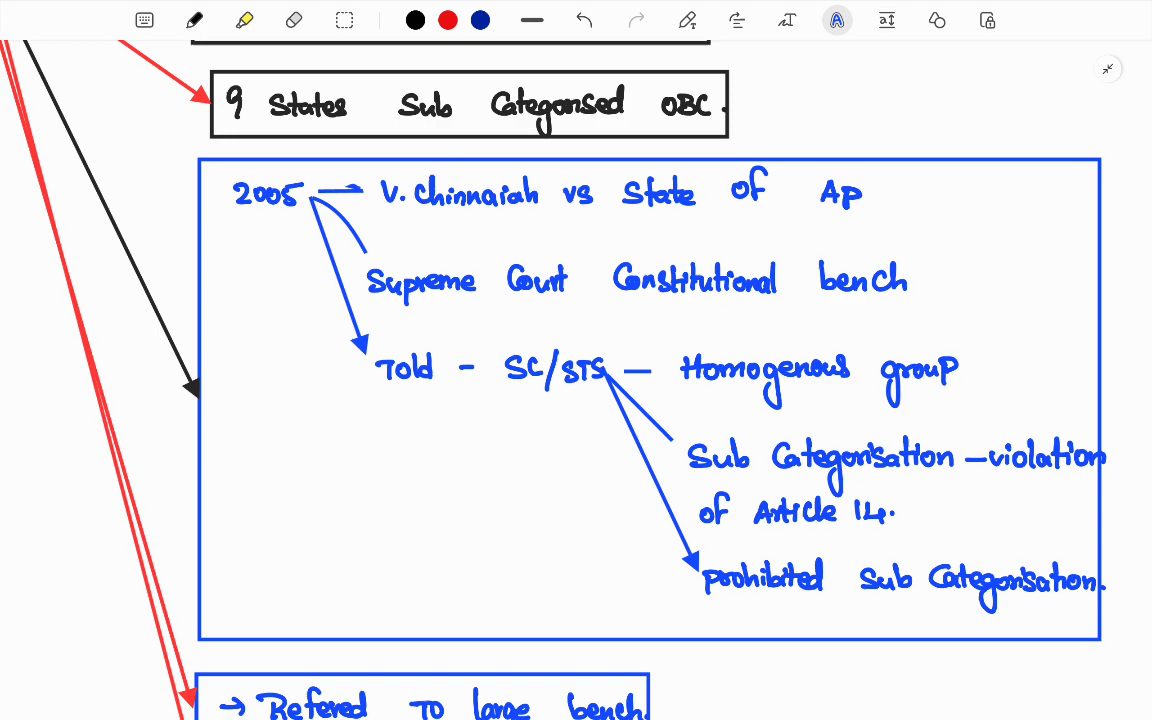 9 States Sub Categorised OBC.
2005 → V. Chinnaiah vs State of AP
Supreme Court Constitutional bench
Told - SC/STS — Homogenous group
Sub Categorisation - violation
of Article 14.
Prohibited Sub Categorisation.
→ Refered To large bench.